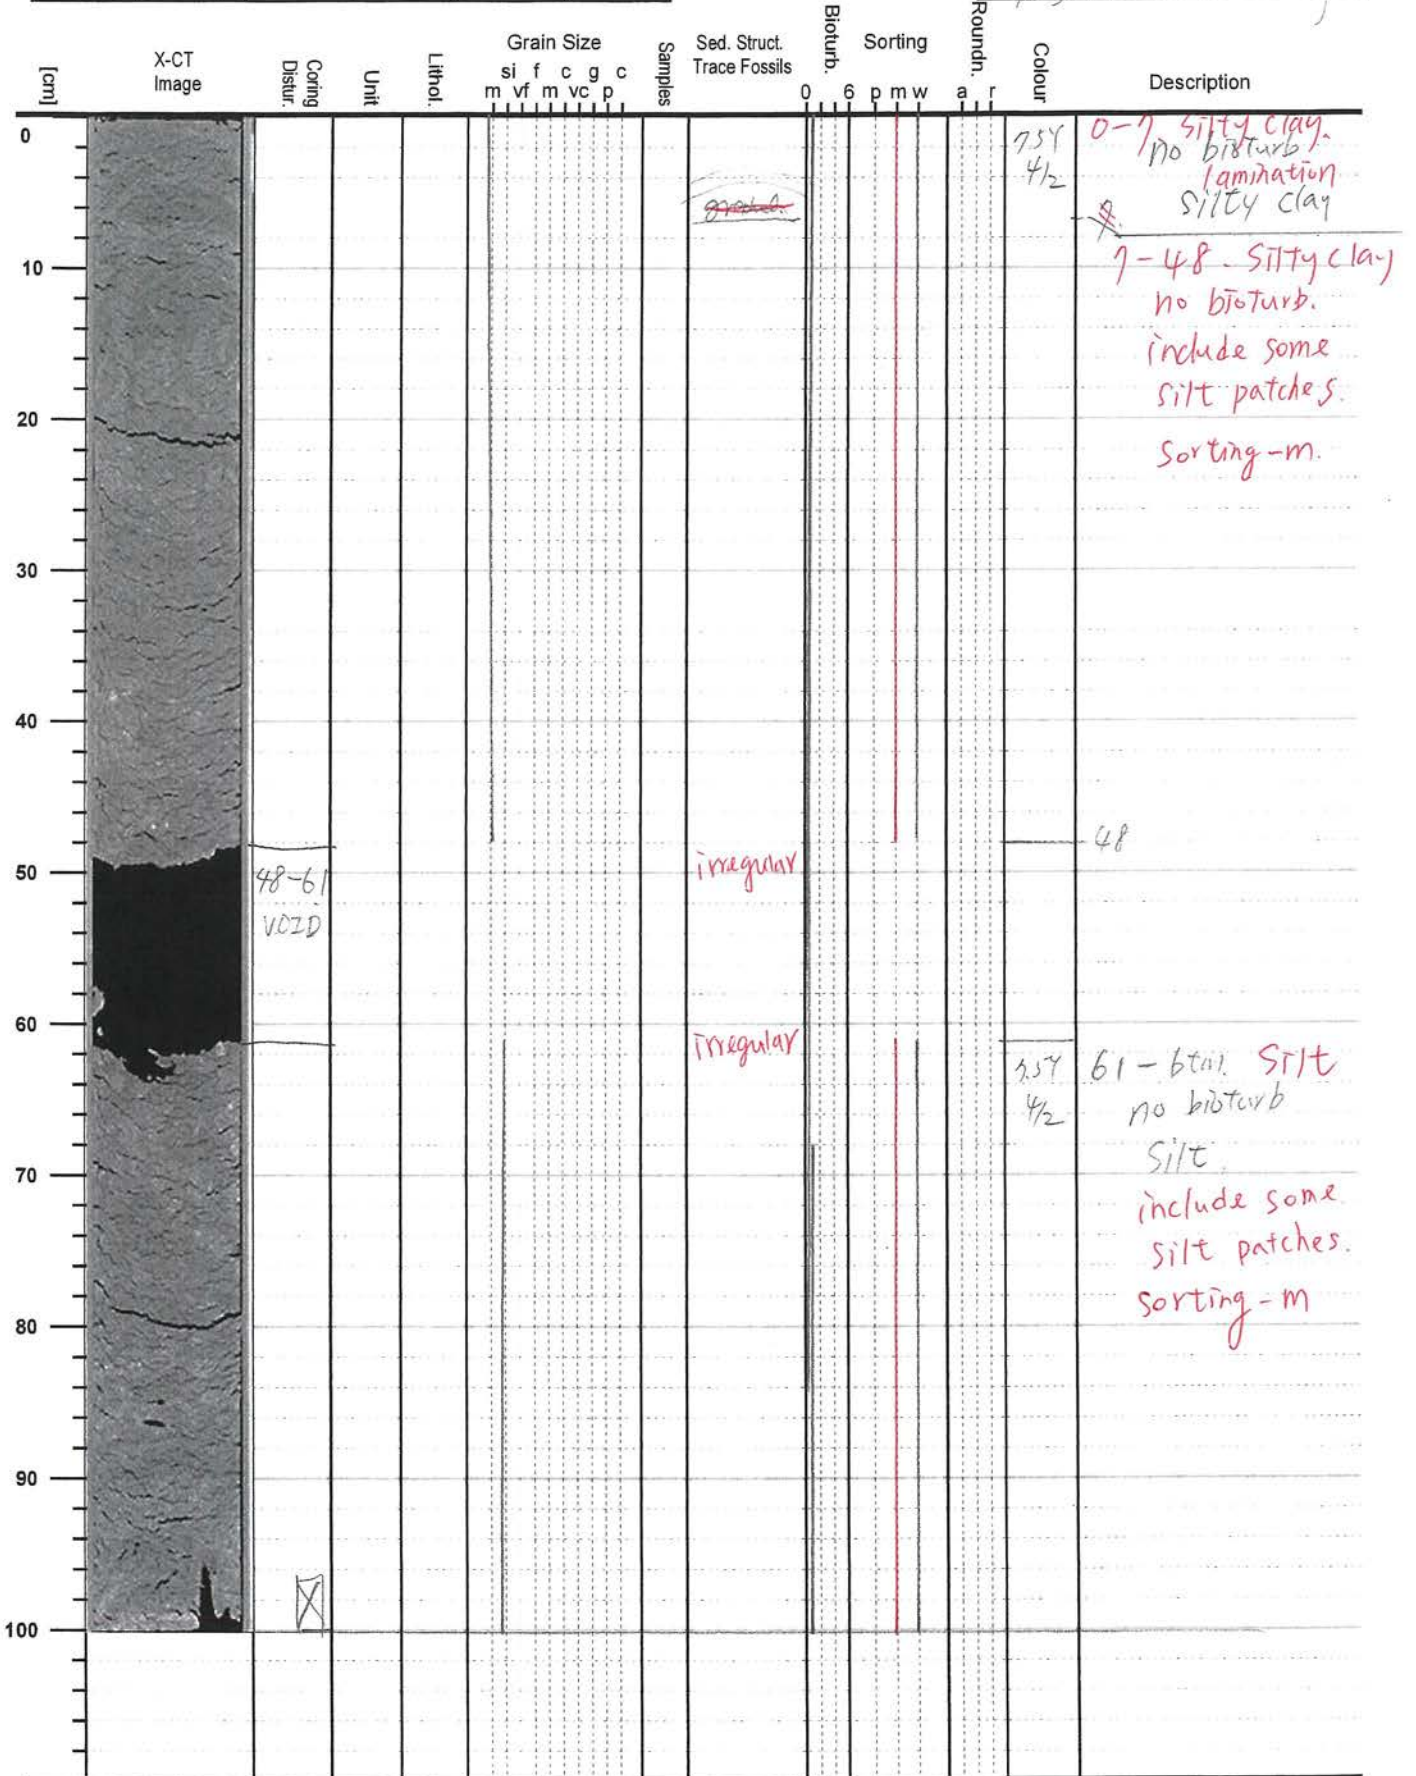 [cm]
X-CT
Image
Coring
Distur.
Unit
Lithol.
Grain Size
si f c g c
m vf m vc p
Samples
Sed. Struct.
Trace Fossils
Bioturb.
0 6
Sorting
p m w
Roundn.
a r
Colour
Description
0
7.5Y
4/2
0-7 Silty clay.
no bioturb
lamination
silty clay
10
7-48. Silty clay
no bioturb.
include some
silt patches.
20
Sorting-m.
30
40
48
50
48-61
VOID
irregular
60
irregular
7.5Y
4/2
61- Silt
no bioturb
Silt
70
include some
silt patches.
sorting-m
80
90
100